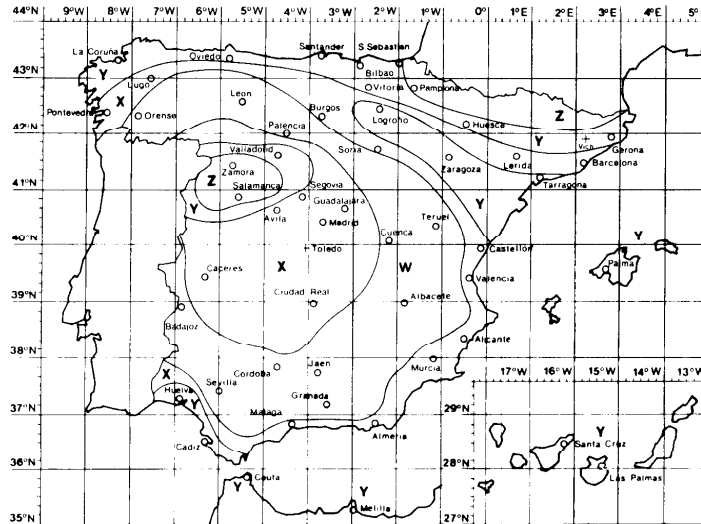 44°N 9°W 8°W 7°W 6°W 5°W 4°W 3°W 2°W 1°W 0° 1°E 2°E 3°E 4°E 5°
La Coruña Oviedo Santander S. Sebastian
43°N Y Lugo Bilbao
Leon Vitoria Pamplona
X Burgos Logroño Z
Pontevedra Orense Palencia Huesca
42°N Vich
Valladolid Soria Y Gerona
Zamora Zaragoza Lerida Barcelona
41°N Z Salamanca Segovia Tarragona
Y Avila Guadalajara Y
Madrid Teruel Y
40°N Cuenca Castellon
Toledo Palma
Caceres X W Valencia
39°N Ciudad Real Albacete
Badajoz
38°N Alicante
Cordoba Jaen Murcia 17°W 16°W 15°W 14°W 13°W
X Sevilla
Huelva Granada
37°N Y 29°N
Malaga Almeria Y
Cadiz Santa Cruz
36°N 28°N
Ceuta Las Palmas
Y Y
35°N Melilla 27°N